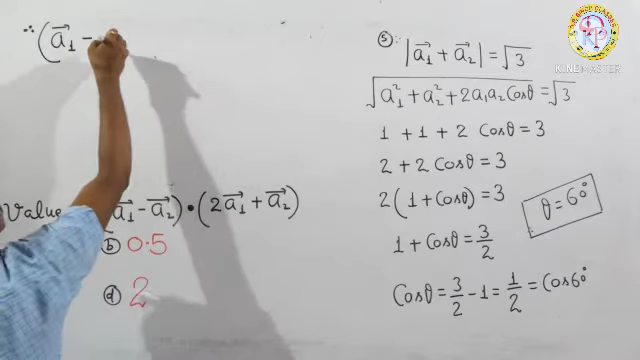 ∴ (a⃗₁ −
Value
a⃗₁ − a⃗₂) • (2a⃗₁ + a⃗₂)
ⓑ 0.5
ⓓ 2
Ⓢ ∵ |a⃗₁ + a⃗₂| = √3
√(a₁² + a₂² + 2a₁a₂ Cosθ) = √3
1 + 1 + 2 Cosθ = 3
2 + 2 Cosθ = 3
2(1 + Cosθ) = 3
1 + Cosθ = 3/2
Cosθ = 3/2 − 1 = 1/2 = Cos60°
θ = 60°
KINEMASTER